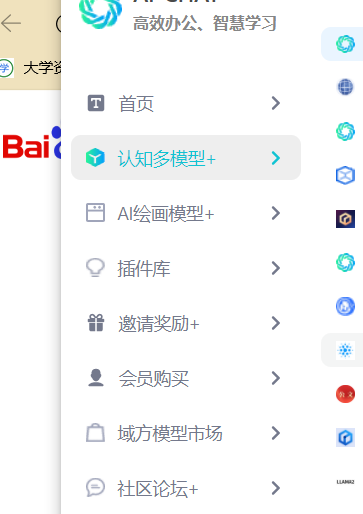 高效办公、智慧学习
大学资
首页
Bai
认知多模型+
AI绘画模型+
插件库
邀请奖励+
会员购买
域方模型市场
社区论坛+
LLAMA2